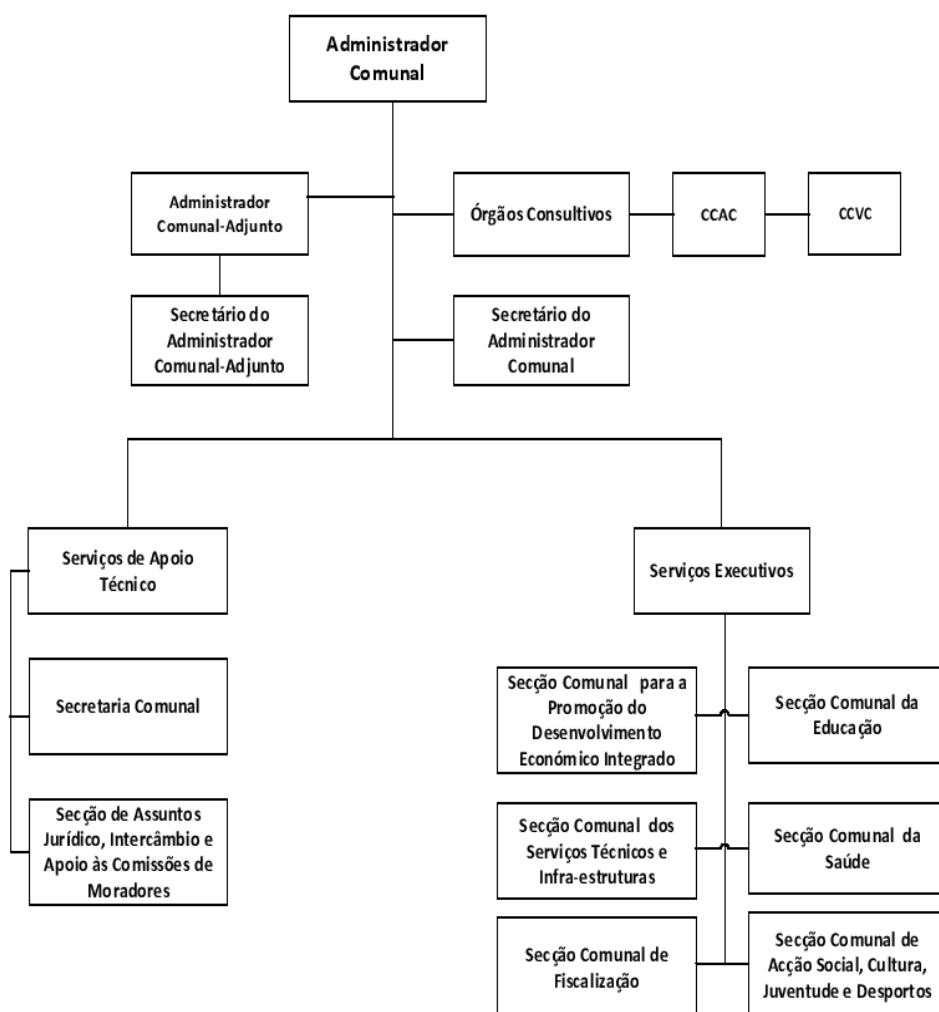 Administrador
Comunal
Administrador
Comunal-Adjunto
Órgãos Consultivos
CCAC
CCVC
Secretário do
Administrador
Comunal-Adjunto
Secretário do
Administrador
Comunal
Serviços de Apoio
Técnico
Serviços Executivos
Secretaria Comunal
Secção Comunal para a
Promoção do
Desenvolvimento
Económico Integrado
Secção Comunal da
Educação
Secção de Assuntos
Jurídico, Intercâmbio e
Apoio às Comissões de
Moradores
Secção Comunal dos
Serviços Técnicos e
Infra-estruturas
Secção Comunal da
Saúde
Secção Comunal de
Fiscalização
Secção Comunal de
Acção Social, Cultura,
Juventude e Desportos